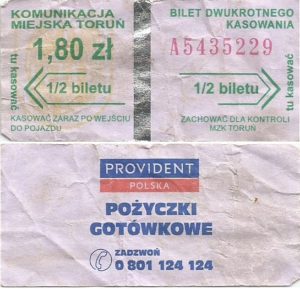 KOMUNIKACJA
MIEJSKA TORUŃ
1,80 zł
tu kasować
1/2 biletu
KASOWAĆ ZARAZ PO WEJŚCIU
DO POJAZDU
BILET DWUKROTNEGO
KASOWANIA
A5435229
1/2 biletu
tu kasować
ZACHOWAĆ DLA KONTROLI
MZK TORUŃ
PROVIDENT
POLSKA
POŻYCZKI
GOTÓWKOWE
ZADZWOŃ
0 801 124 124